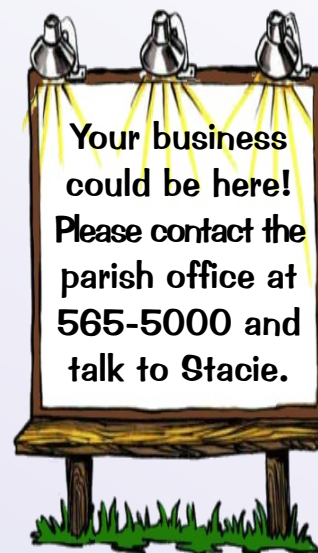 Your business
could be here!
Please contact the
parish office at
565-5000 and
talk to Stacie.